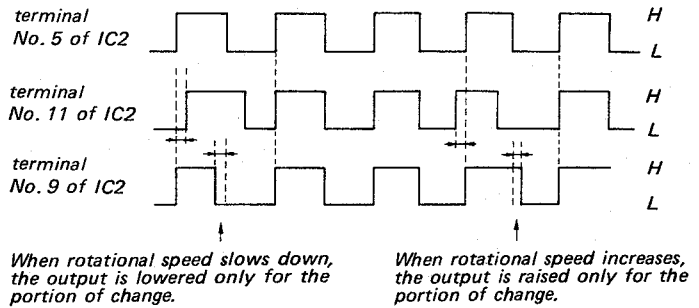 terminal
No. 5 of IC2
H
L
terminal
No. 11 of IC2
H
L
terminal
No. 9 of IC2
H
L
When rotational speed slows down,
the output is lowered only for the
portion of change.
When rotational speed increases,
the output is raised only for the
portion of change.